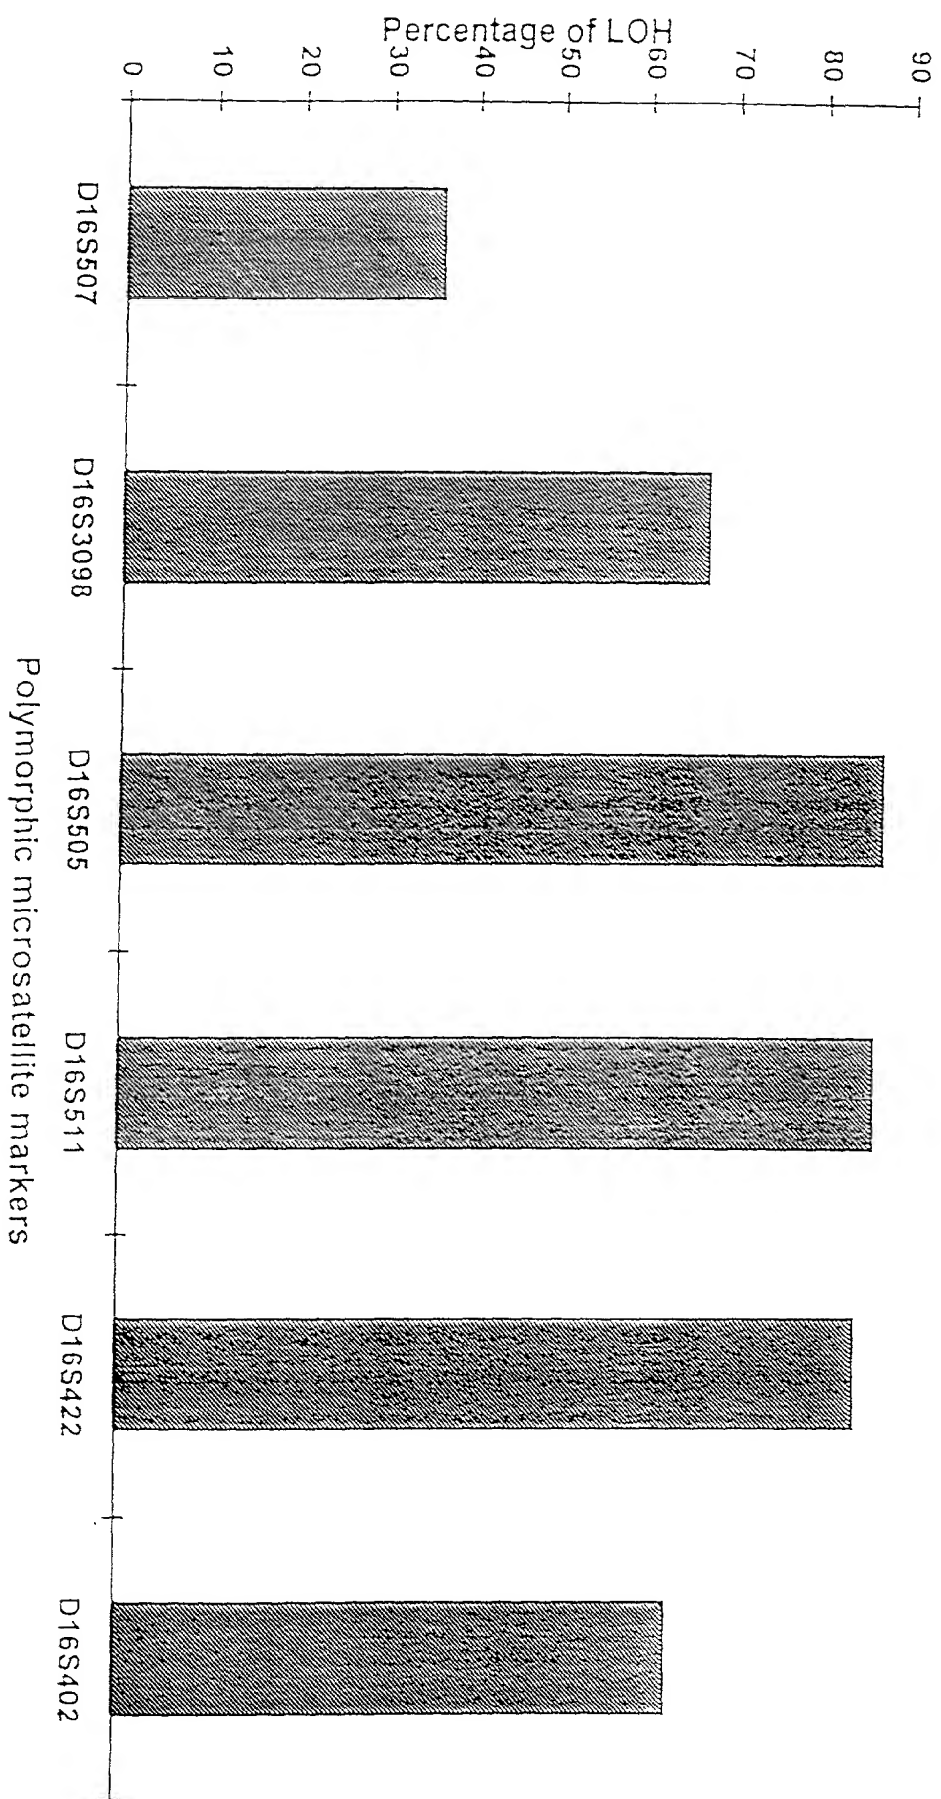 Percentage of LOH
90
80
70
60
50
40
30
20
10
0
D16S507
D16S3098
D16S505
D16S511
D16S422
D16S402
Polymorphic microsatellite markers